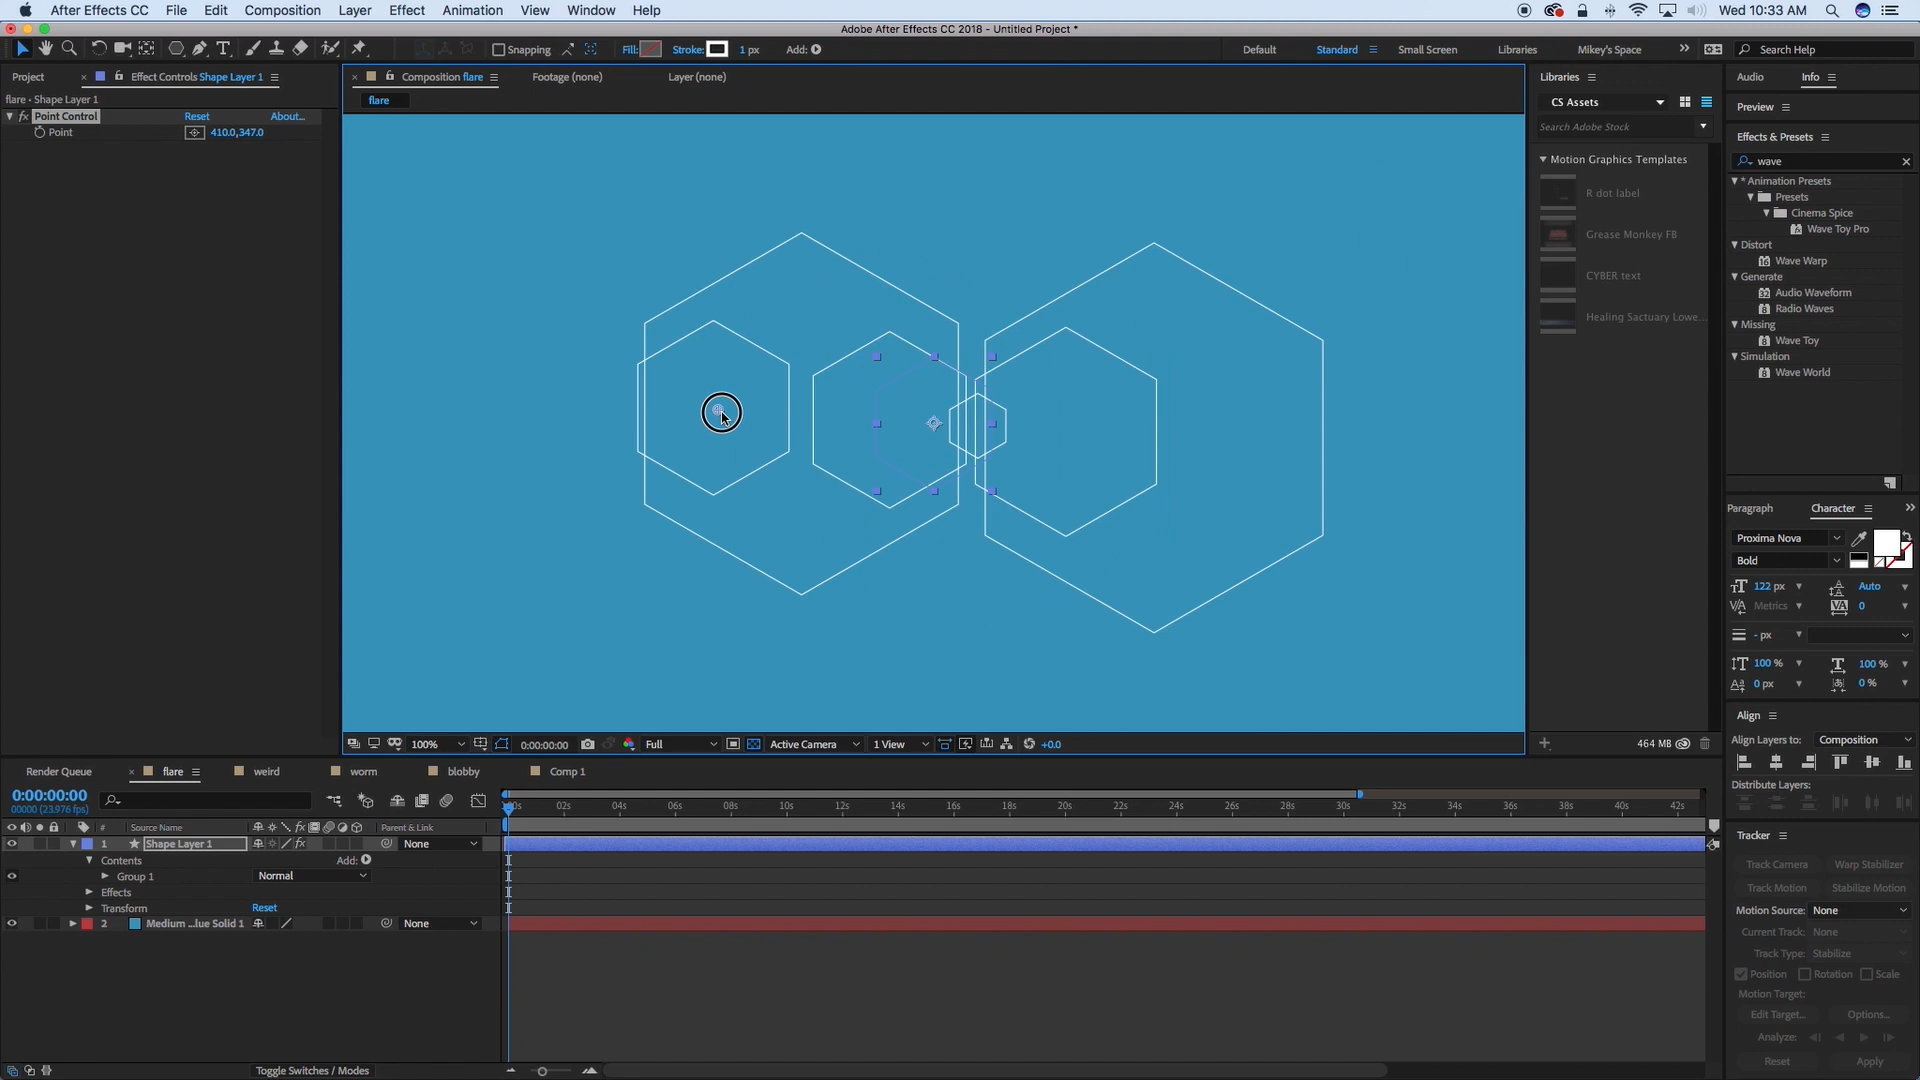 After Effects CC File Edit Composition Layer Effect Animation View Window Help
Wed 10:33 AM
Adobe After Effects CC 2018 - Untitled Project *
Snapping
Fill:
Stroke:
1 px
Add:
Default
Standard
Small Screen
Libraries
Mikey's Space
Search Help
Project
Effect Controls Shape Layer 1
flare • Shape Layer 1
Point Control
Reset
About...
Point
410.0,347.0
Composition flare
Footage (none)
Layer (none)
flare
100%
0:00:00:00
Full
Active Camera
1 View
+0.0
Libraries
CS Assets
Search Adobe Stock
Motion Graphics Templates
R dot label
Grease Monkey FB
CYBER text
Healing Sactuary Lowe...
464 MB
Audio
Info
Preview
Effects & Presets
wave
* Animation Presets
Presets
Cinema Spice
Wave Toy Pro
Distort
Wave Warp
Generate
Audio Waveform
Radio Waves
Missing
Wave Toy
Simulation
Wave World
Paragraph
Character
Proxima Nova
Bold
122 px
Auto
Metrics
0
- px
100 %
100 %
0 px
0 %
Align
Align Layers to:
Composition
Distribute Layers:
Tracker
Track Camera
Warp Stabilizer
Track Motion
Stabilize Motion
Motion Source:
None
Current Track:
None
Track Type:
Stabilize
Position
Rotation
Scale
Motion Target:
Edit Target...
Options...
Analyze:
Reset
Apply
Render Queue
flare
weird
worm
blobby
Comp 1
0:00:00:00
00000 (23.976 fps)
02s 04s 06s 08s 10s 12s 14s 16s 18s 20s 22s 24s 26s 28s 30s 32s 34s 36s 38s 40s 42s
# Source Name
Parent & Link
1 Shape Layer 1
None
Contents
Add:
Group 1
Normal
Effects
Transform
Reset
2 Medium ...lue Solid 1
None
Toggle Switches / Modes